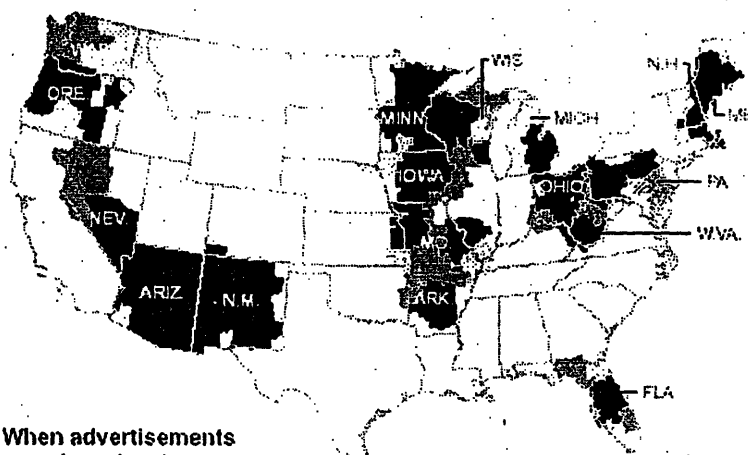 WIS
N.H
ORE
MINN
MICH
ME
IOWA
OHIO
PA
NEV
MO
W.VA.
ARIZ
N.M.
ARK
FLA
When advertisements